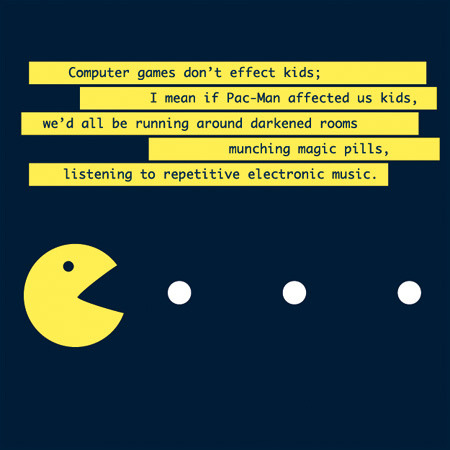 Computer games don't effect kids;
I mean if Pac-Man affected us kids,
we'd all be running around darkened rooms
munching magic pills,
listening to repetitive electronic music.